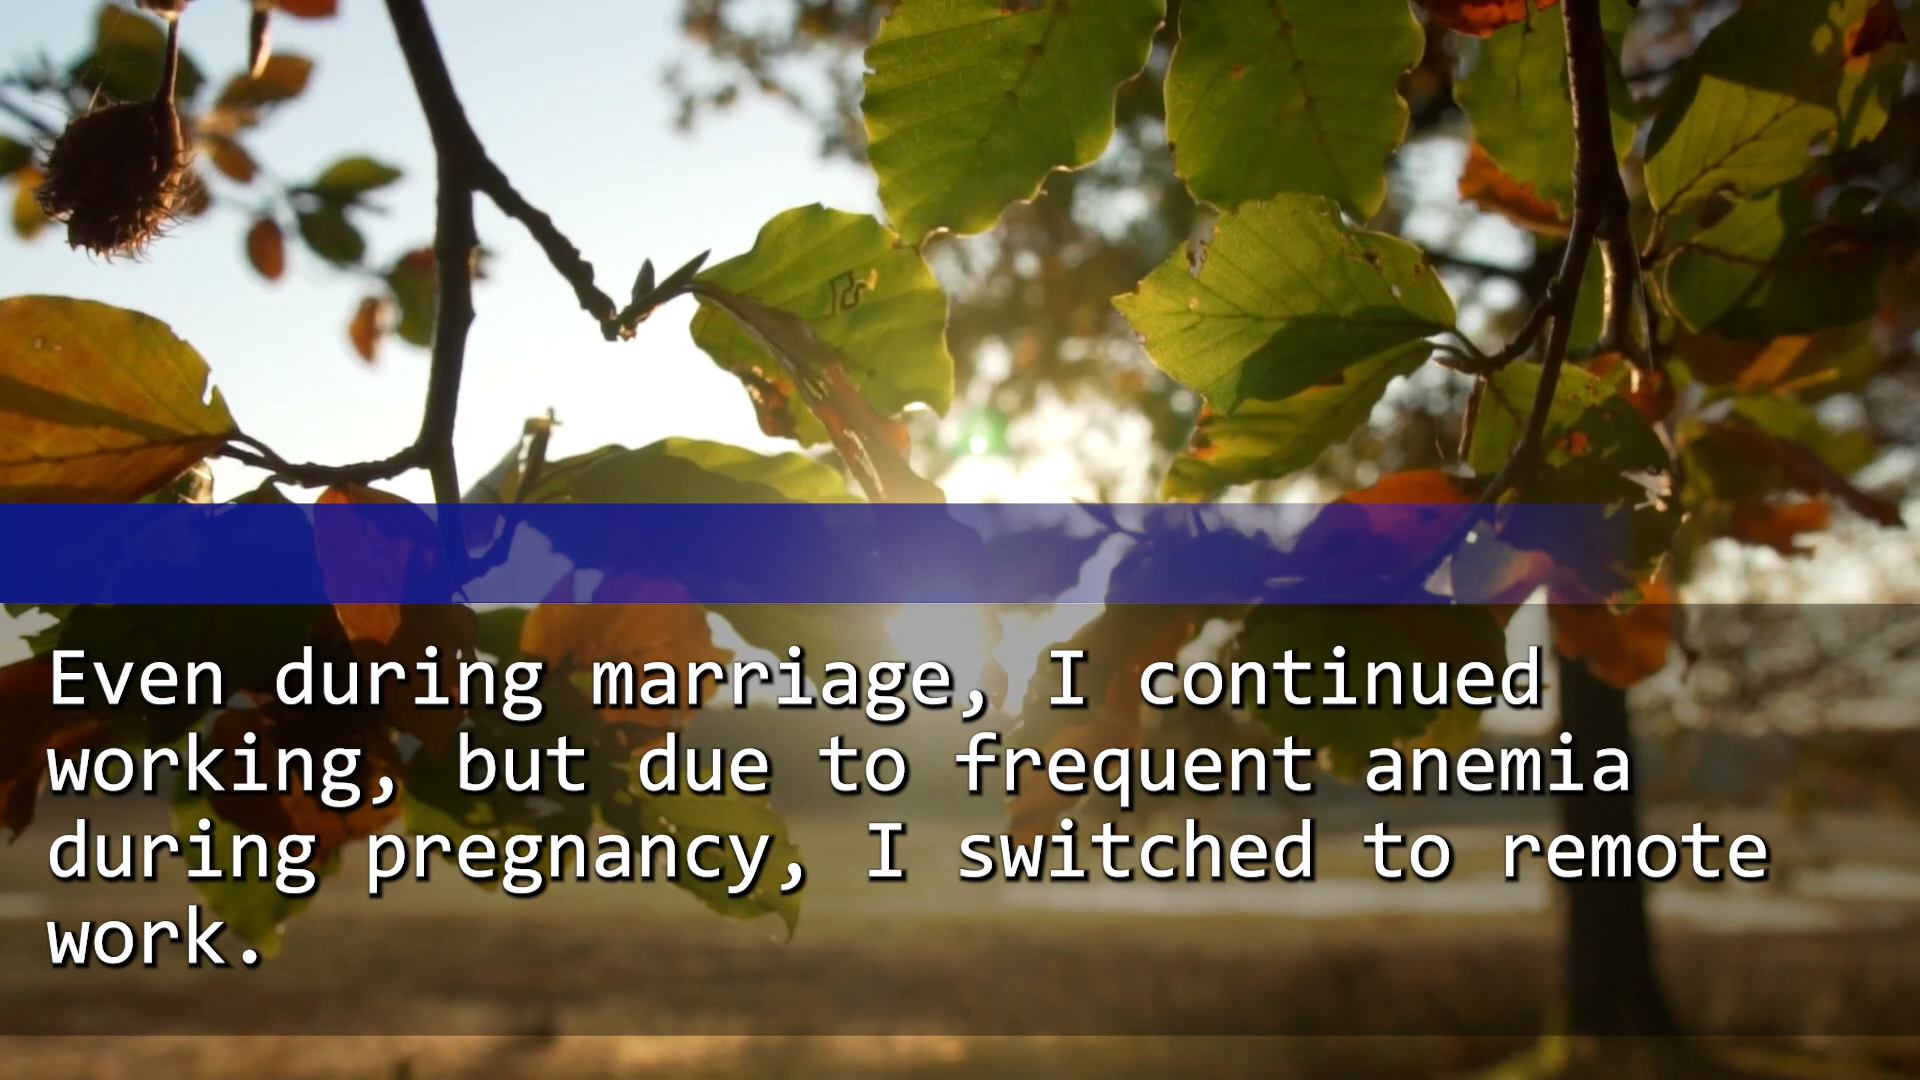 Even during marriage, I continued
working, but due to frequent anemia
during pregnancy, I switched to remote
work.